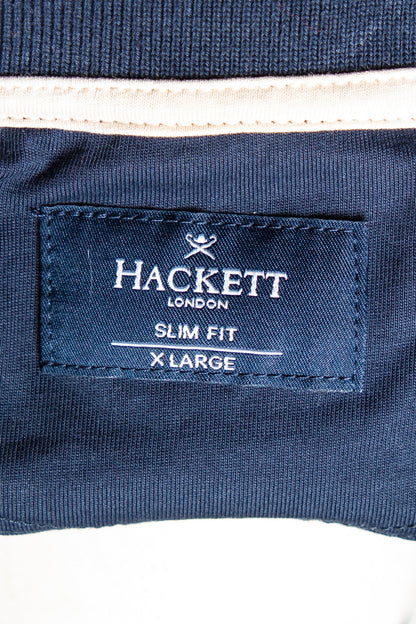 HACKETT
LONDON
SLIM FIT
X LARGE